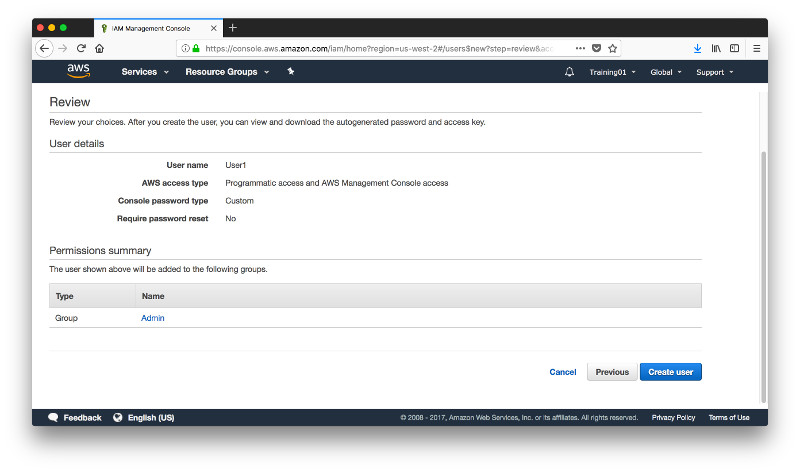 IAM Management Console
https://console.aws.amazon.com/iam/home?region=us-west-2#/users$new?step=review&acc
aws Services Resource Groups Training01 Global Support
Review
Review your choices. After you create the user, you can view and download the autogenerated password and access key.
User details
User name User1
AWS access type Programmatic access and AWS Management Console access
Console password type Custom
Require password reset No
Permissions summary
The user shown above will be added to the following groups.
Type Name
Group Admin
Cancel Previous Create user
Feedback English (US) © 2008 - 2017, Amazon Web Services, Inc. or its affiliates. All rights reserved. Privacy Policy Terms of Use